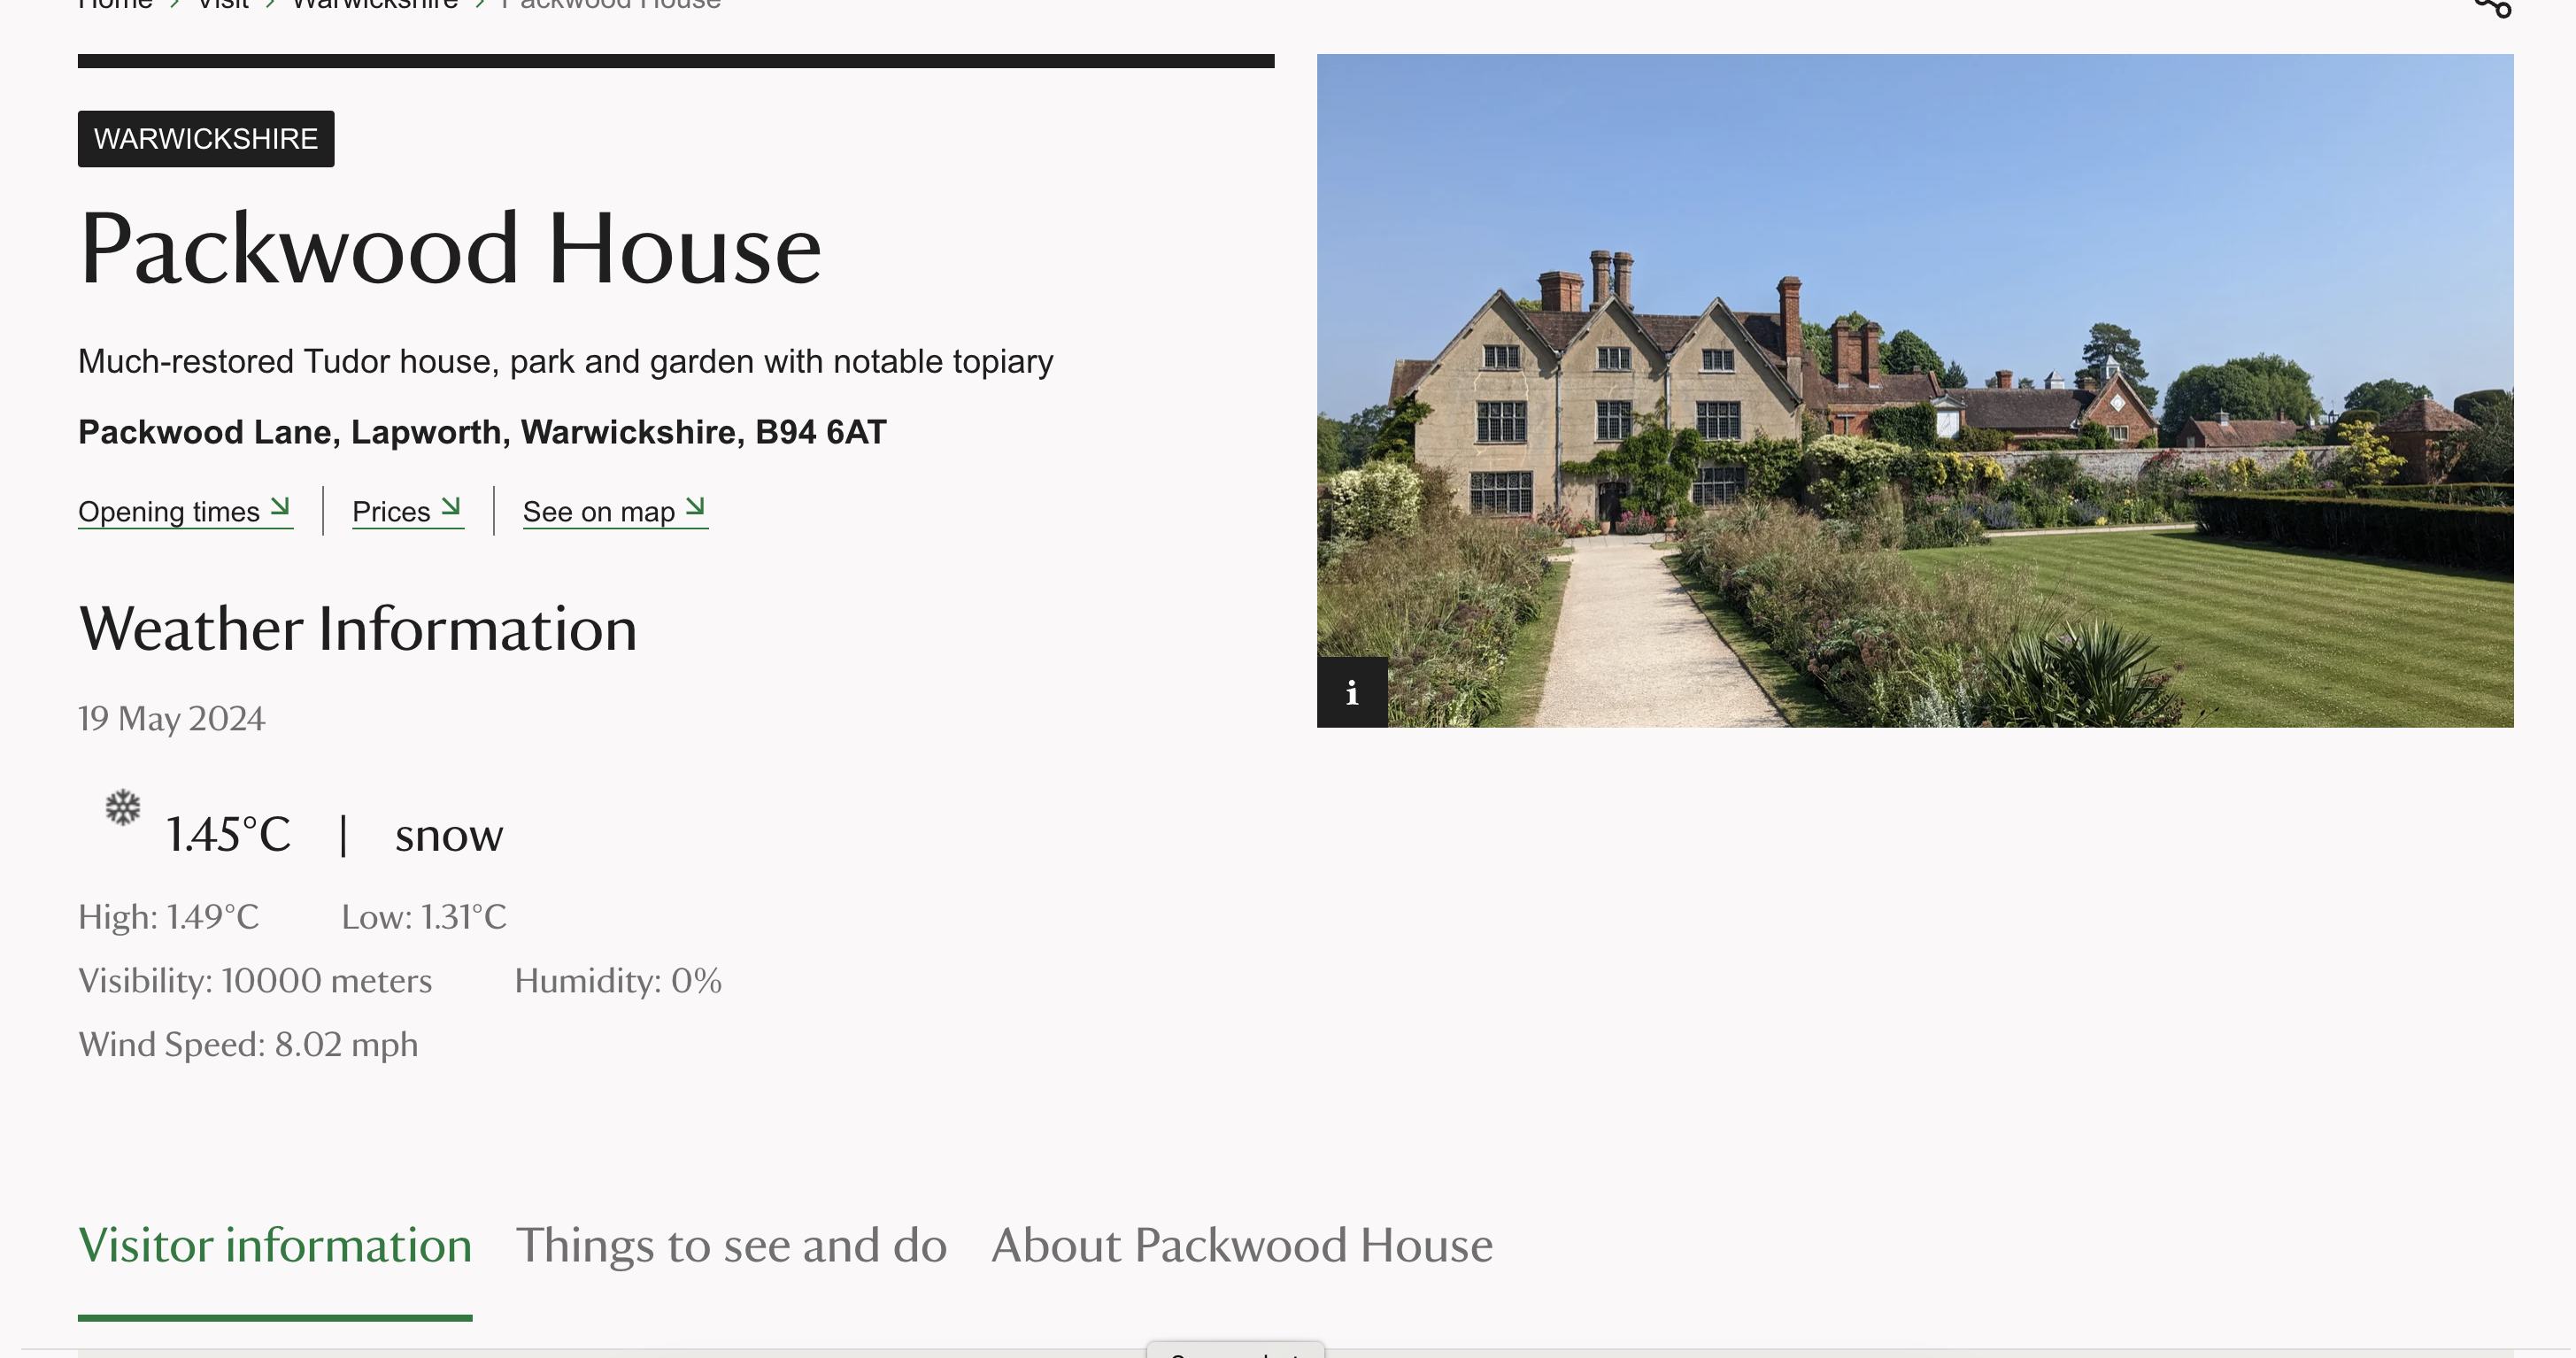 Home > Visit > Warwickshire > Packwood House
WARWICKSHIRE
Packwood House
Much-restored Tudor house, park and garden with notable topiary
Packwood Lane, Lapworth, Warwickshire, B94 6AT
Opening times | Prices | See on map
i
Weather Information
19 May 2024
1.45°C | snow
High: 1.49°C Low: 1.31°C
Visibility: 10000 meters Humidity: 0%
Wind Speed: 8.02 mph
Visitor information Things to see and do About Packwood House